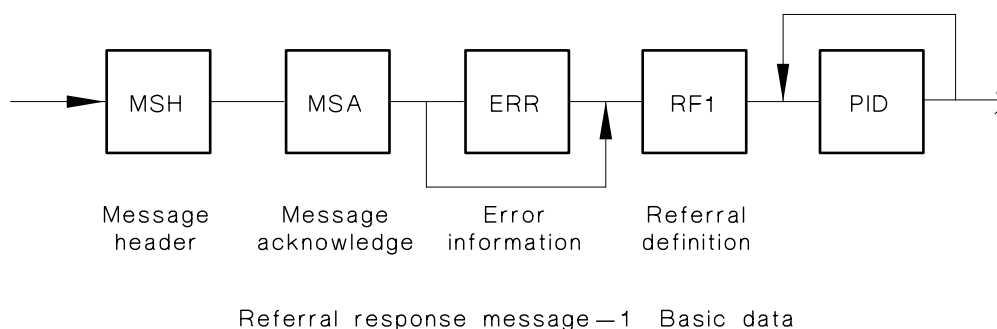 MSH MSA ERR RF1 PID
Message Message Error Referral
header acknowledge information definition
Referral response message—1 Basic data